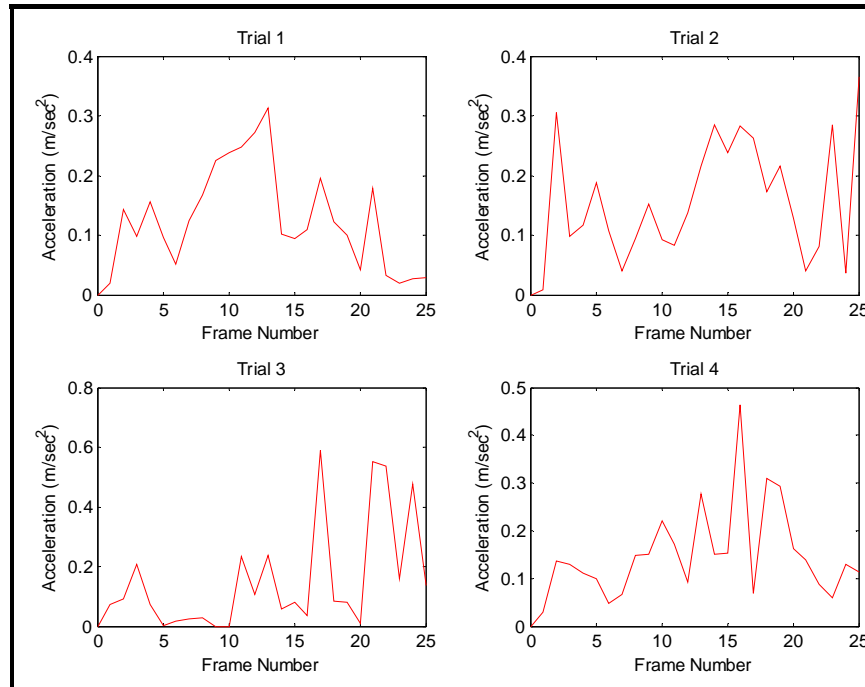 Trial 1
Acceleration (m/sec²)
0.4
0.3
0.2
0.1
0
0 5 10 15 20 25
Frame Number
Trial 2
Acceleration (m/sec²)
0.4
0.3
0.2
0.1
0
0 5 10 15 20 25
Frame Number
Trial 3
Acceleration (m/sec²)
0.8
0.6
0.4
0.2
0
0 5 10 15 20 25
Frame Number
Trial 4
Acceleration (m/sec²)
0.5
0.4
0.3
0.2
0.1
0
0 5 10 15 20 25
Frame Number